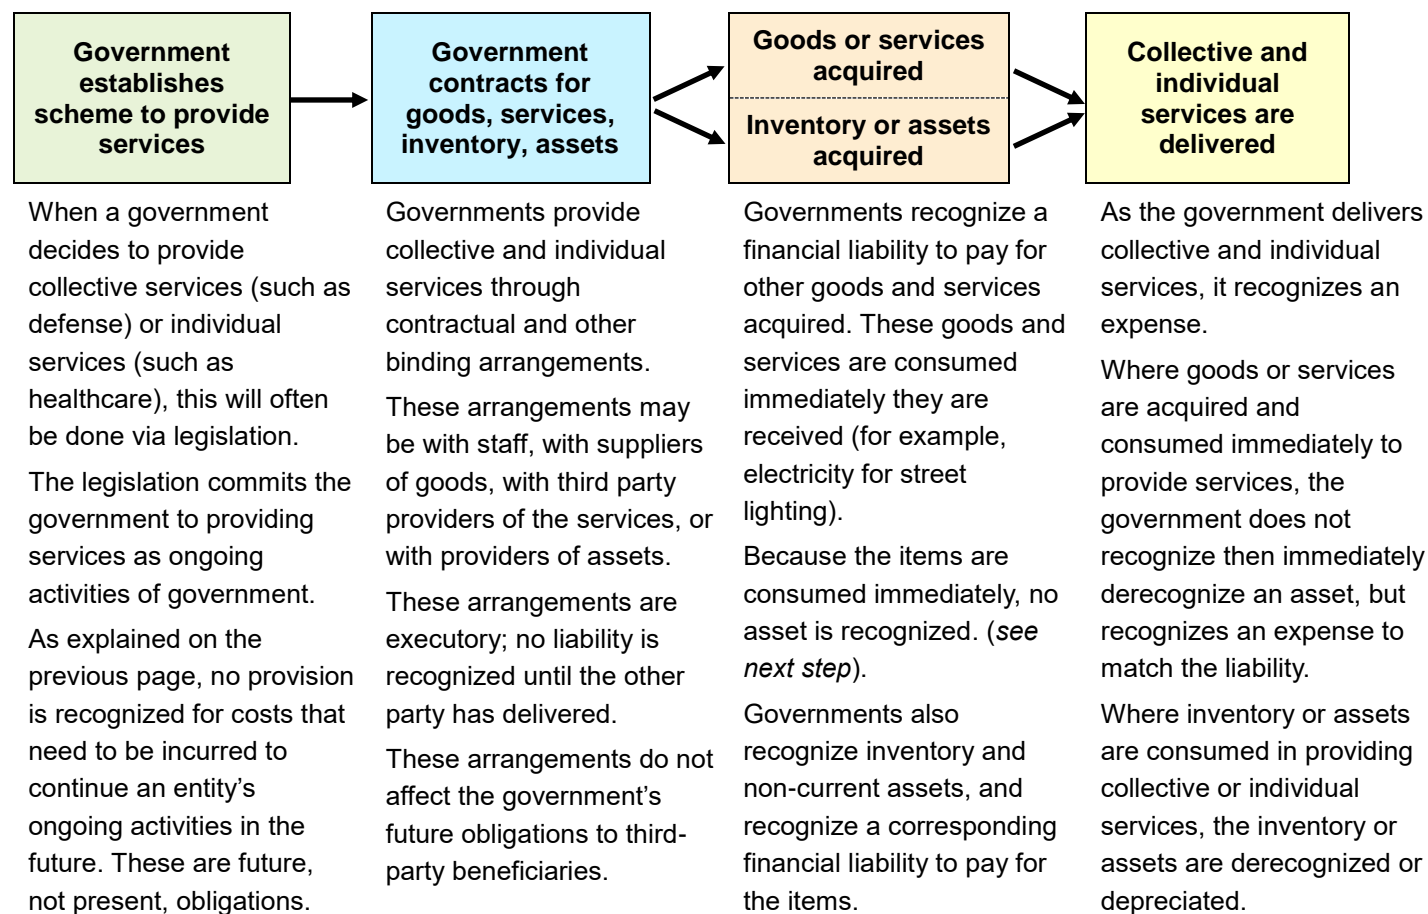 Government
establishes
scheme to provide
services
Government
contracts for
goods, services,
inventory, assets
Goods or services
acquired
Inventory or assets
acquired
Collective and
individual
services are
delivered
When a government
decides to provide
collective services (such as
defense) or individual
services (such as
healthcare), this will often
be done via legislation.
The legislation commits the
government to providing
services as ongoing
activities of government.
As explained on the
previous page, no provision
is recognized for costs that
need to be incurred to
continue an entity’s
ongoing activities in the
future. These are future,
not present, obligations.
Governments provide
collective and individual
services through
contractual and other
binding arrangements.
These arrangements may
be with staff, with suppliers
of goods, with third party
providers of the services, or
with providers of assets.
These arrangements are
executory; no liability is
recognized until the other
party has delivered.
These arrangements do not
affect the government’s
future obligations to third-
party beneficiaries.
Governments recognize a
financial liability to pay for
other goods and services
acquired. These goods and
services are consumed
immediately they are
received (for example,
electricity for street
lighting).
Because the items are
consumed immediately, no
asset is recognized. (see
next step).
Governments also
recognize inventory and
non-current assets, and
recognize a corresponding
financial liability to pay for
the items.
As the government delivers
collective and individual
services, it recognizes an
expense.
Where goods or services
are acquired and
consumed immediately to
provide services, the
government does not
recognize then immediately
derecognize an asset, but
recognizes an expense to
match the liability.
Where inventory or assets
are consumed in providing
collective or individual
services, the inventory or
assets are derecognized or
depreciated.